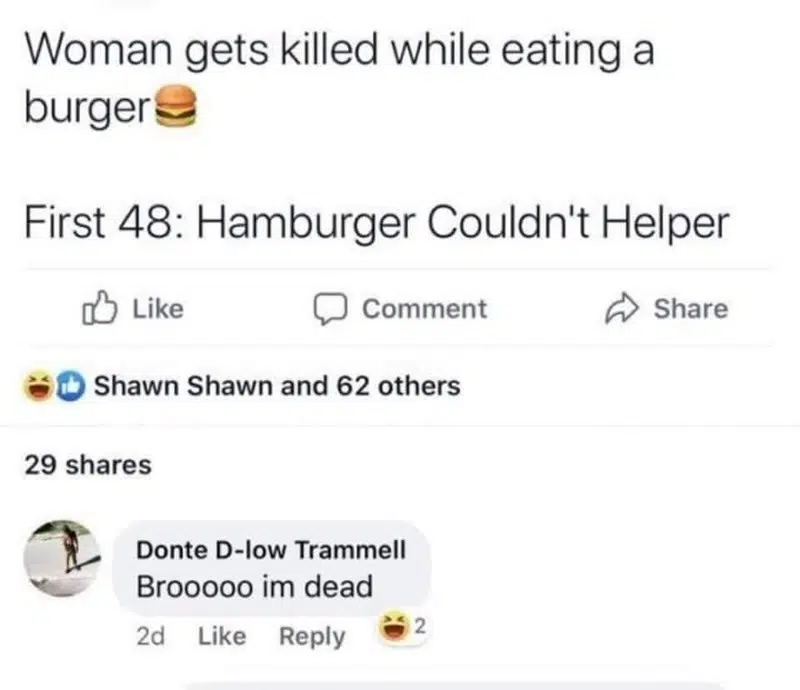 Woman gets killed while eating a
burger🍔
First 48: Hamburger Couldn't Helper
Like Comment Share
Shawn Shawn and 62 others
29 shares
Donte D-low Trammell
Brooooo im dead
2d Like Reply 2